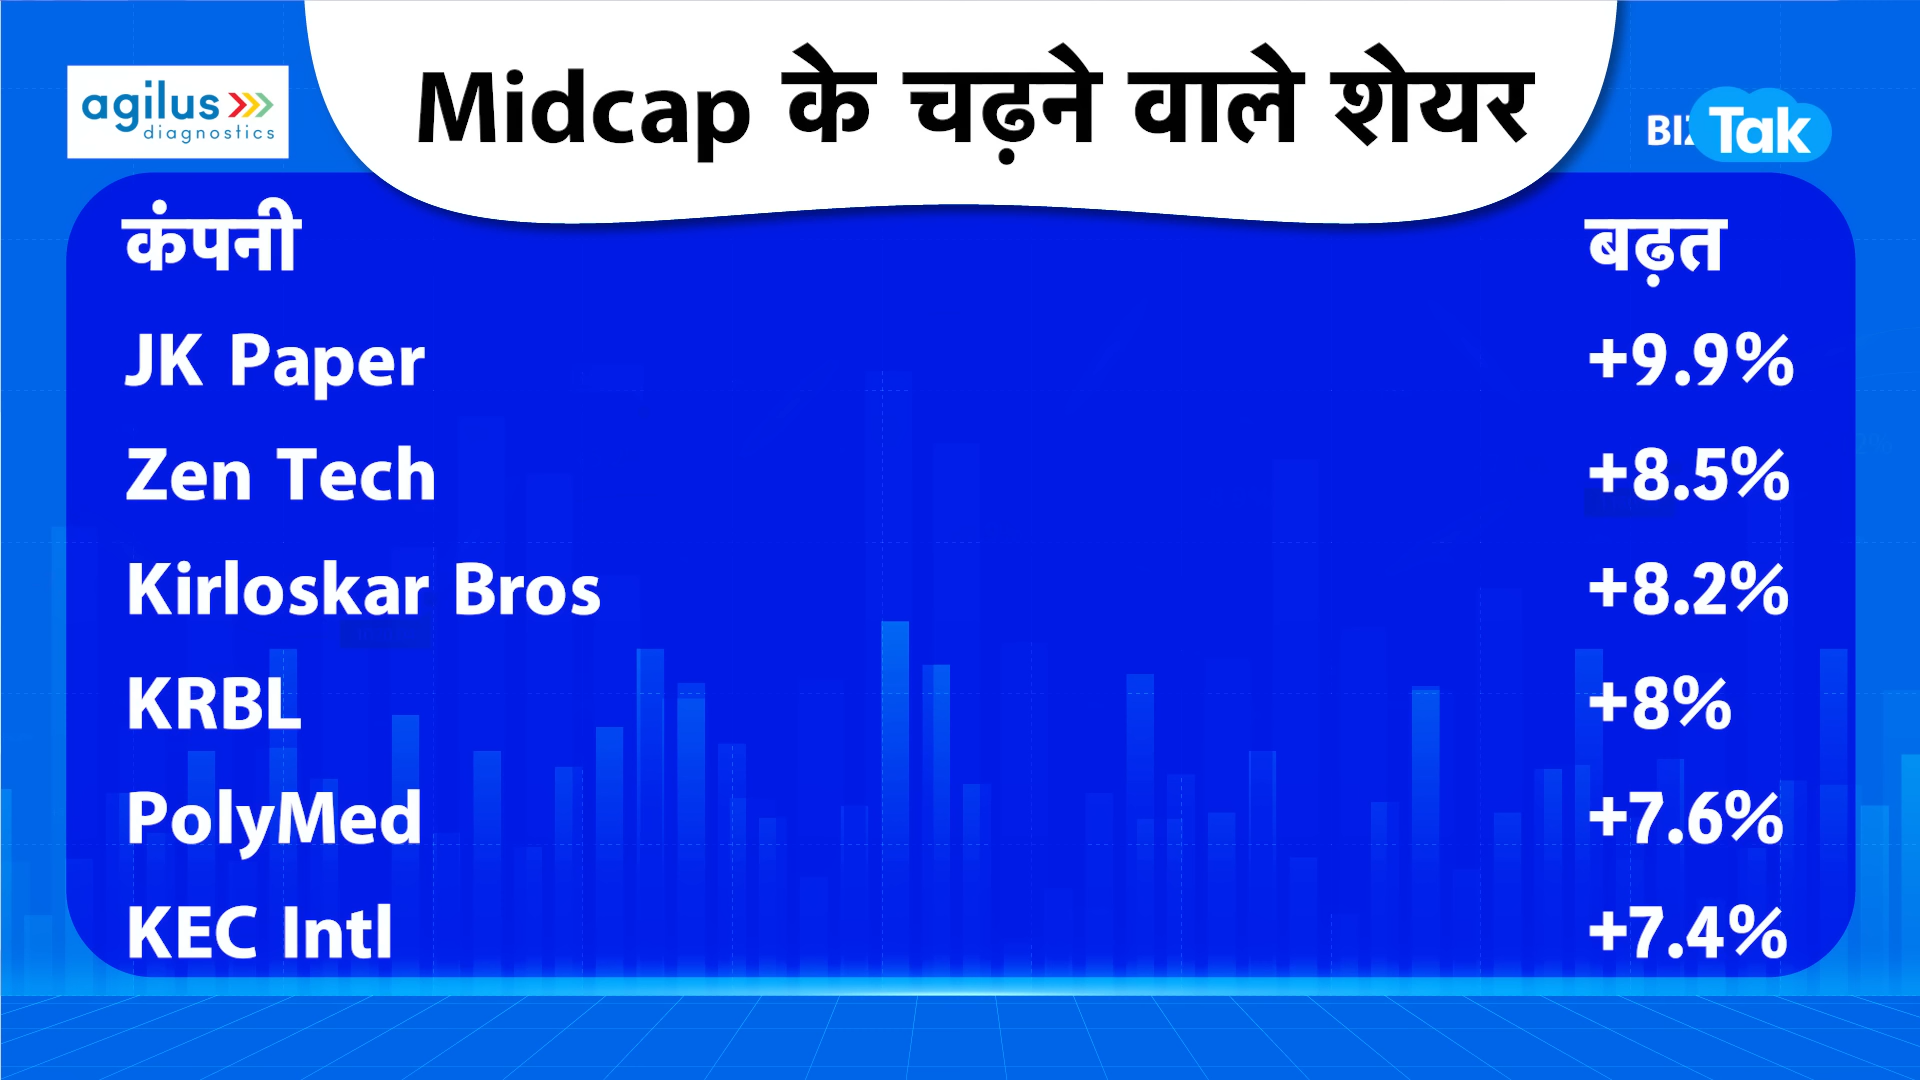 agilus
diagnostics
Midcap के चढ़ने वाले शेयर
BIZ Tak
कंपनी बढ़त
JK Paper +9.9%
Zen Tech +8.5%
Kirloskar Bros +8.2%
KRBL +8%
PolyMed +7.6%
KEC Intl +7.4%